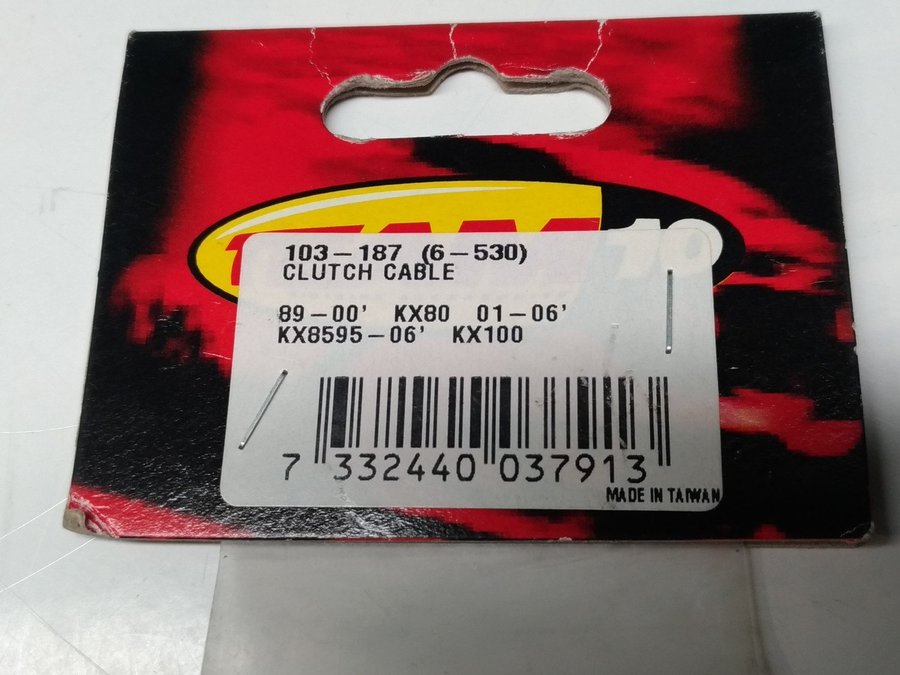 10
103-187 (6-530)
CLUTCH CABLE
89-00' KX80 01-06'
KX8595-06' KX100
7 332440 037913
MADE IN TAIWAN